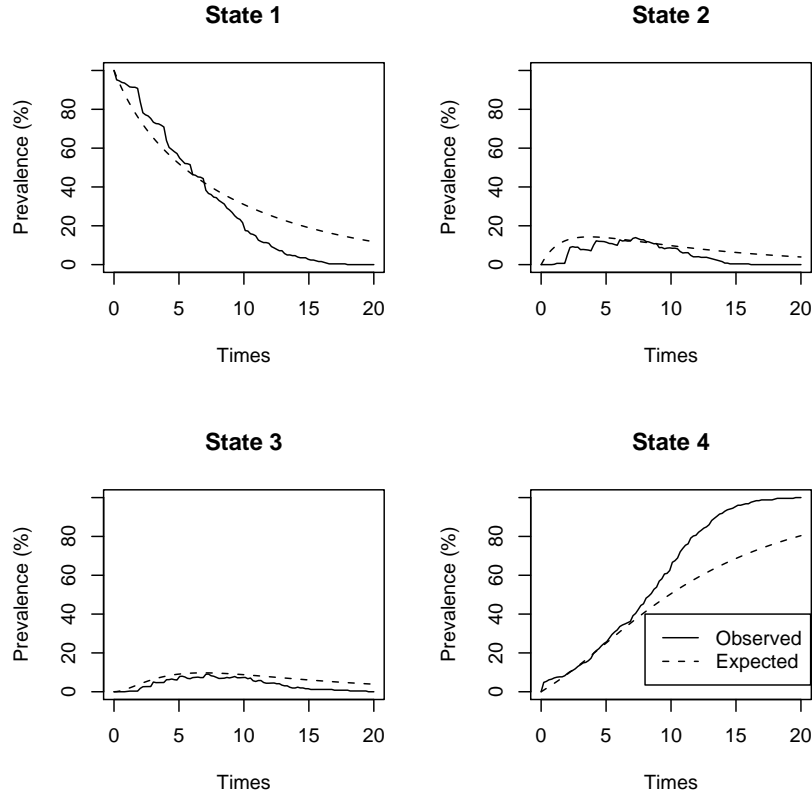 State 1
Prevalence (%)
0 20 40 60 80
0 5 10 15 20
Times
State 2
Prevalence (%)
0 20 40 60 80
0 5 10 15 20
Times
State 3
Prevalence (%)
0 20 40 60 80
0 5 10 15 20
Times
State 4
Prevalence (%)
0 20 40 60 80
0 5 10 15 20
Times
Observed
Expected